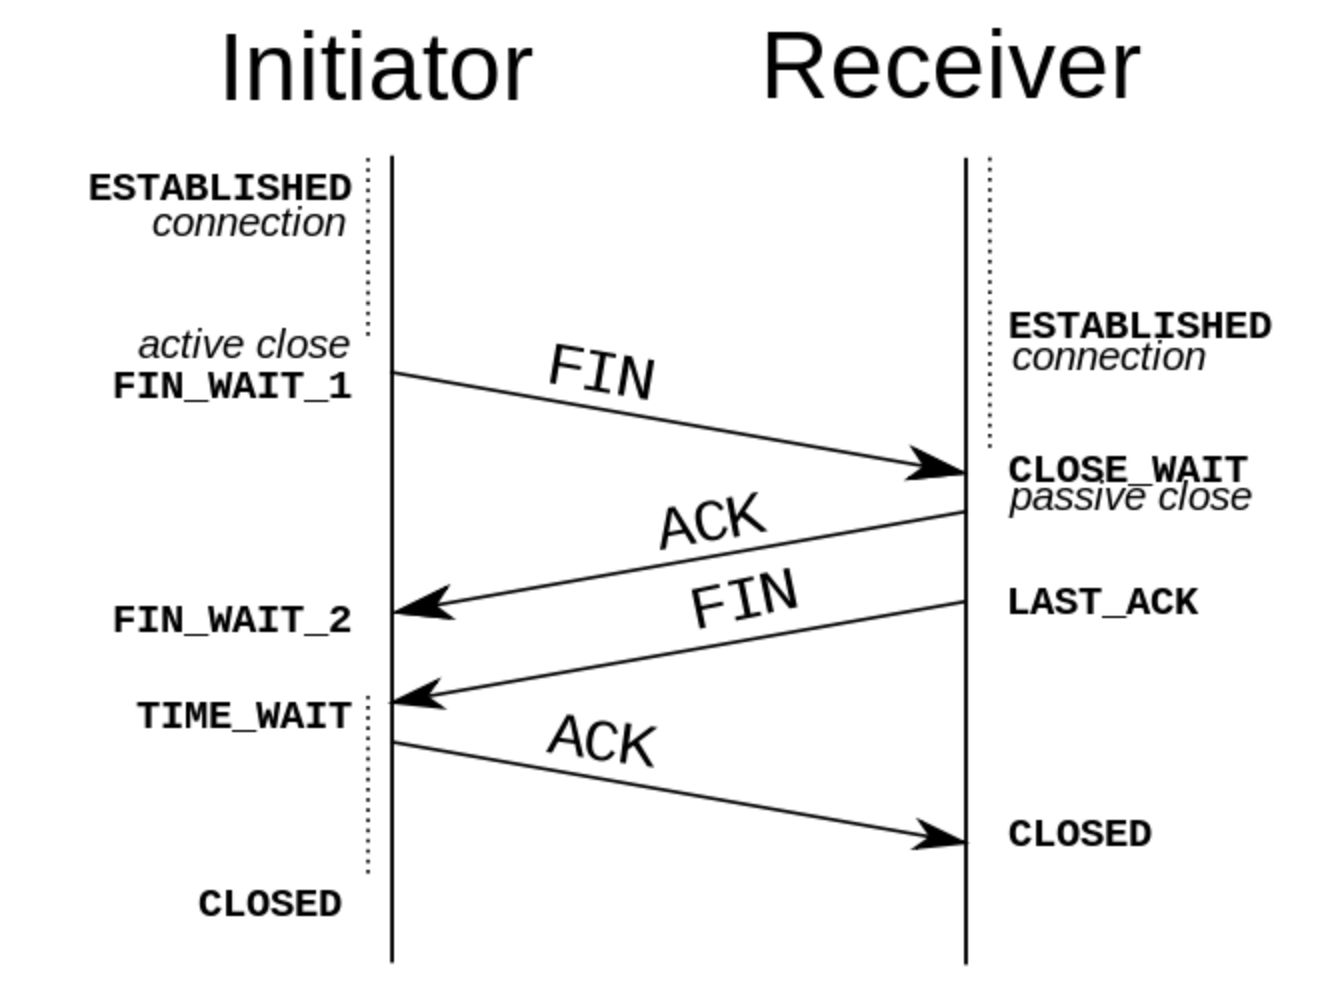 Initiator
Receiver
ESTABLISHED
connection
active close
FIN_WAIT_1
FIN
ESTABLISHED
connection
CLOSE_WAIT
passive close
ACK
FIN
LAST_ACK
FIN_WAIT_2
TIME_WAIT
ACK
CLOSED
CLOSED